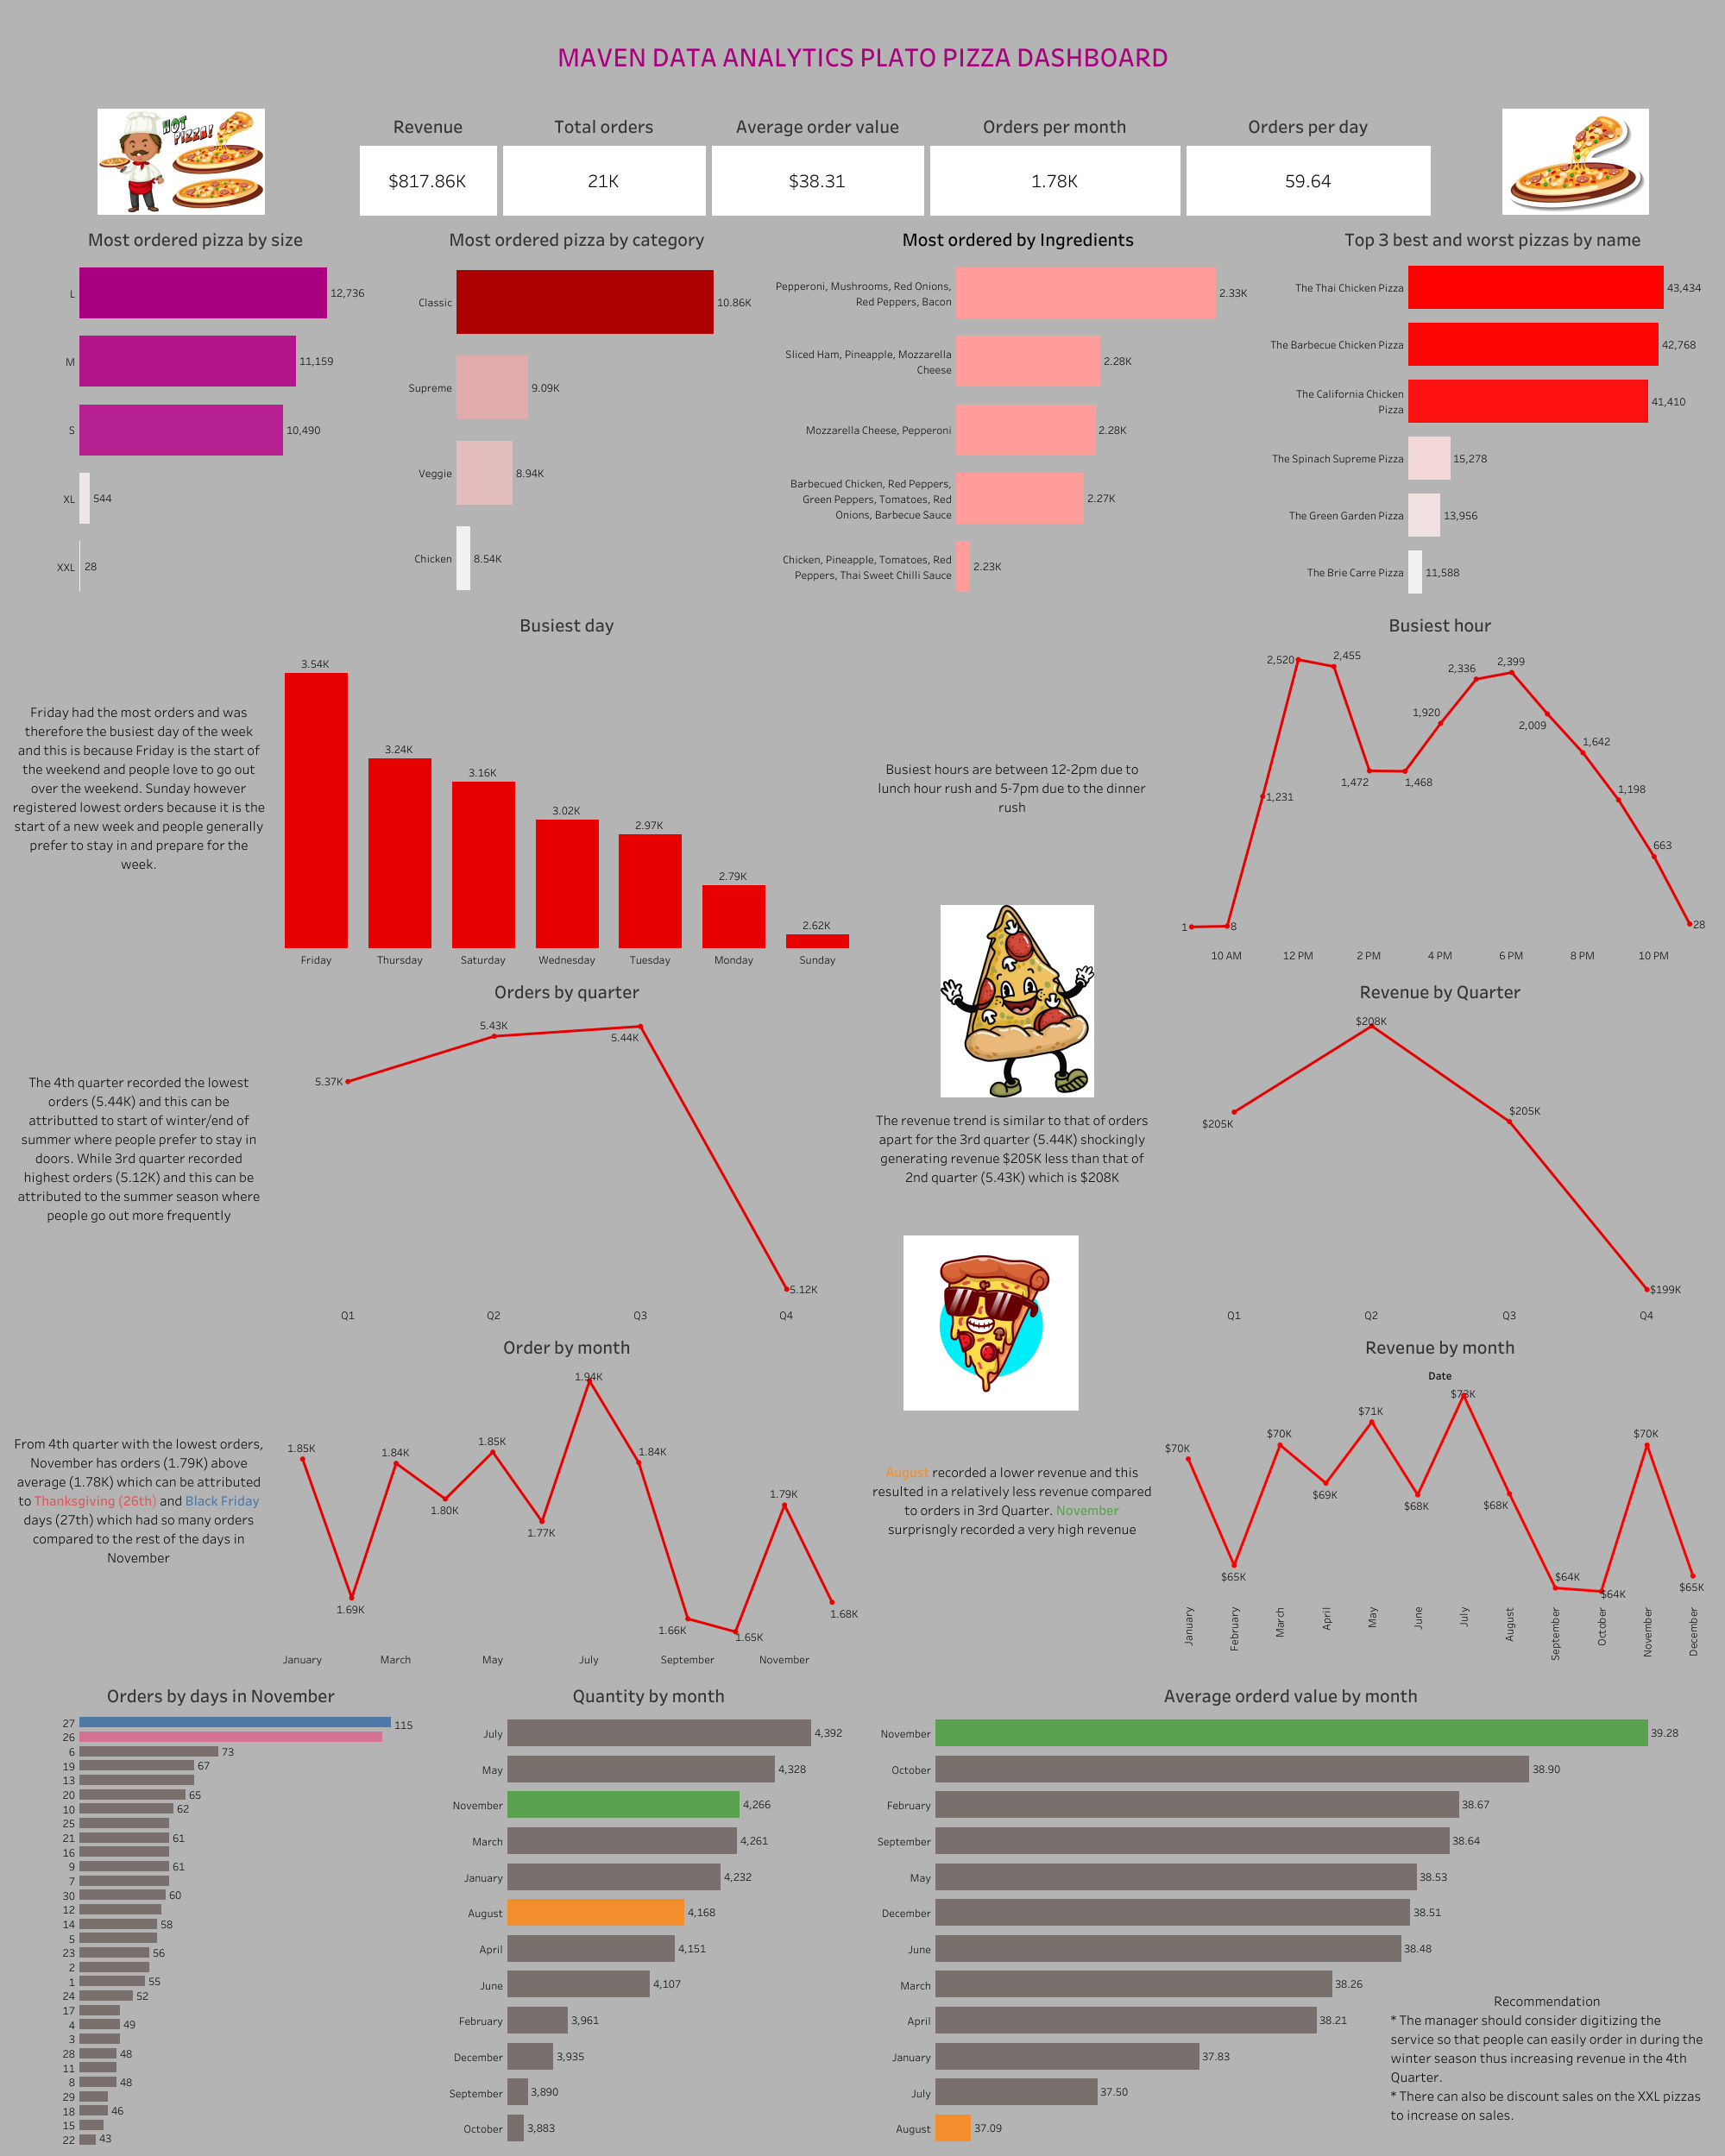 MAVEN DATA ANALYTICS PLATO PIZZA DASHBOARD
HOT
PIZZA!
Revenue
Total orders
Average order value
Orders per month
Orders per day
$817.86K
21K
$38.31
1.78K
59.64
Most ordered pizza by size
L
12,736
M
11,159
S
10,490
XL
544
XXL
28
Most ordered pizza by category
Classic
10.86K
Supreme
9.09K
Veggie
8.94K
Chicken
8.54K
Most ordered by Ingredients
Pepperoni, Mushrooms, Red Onions,
Red Peppers, Bacon
2.33K
Sliced Ham, Pineapple, Mozzarella
Cheese
2.28K
Mozzarella Cheese, Pepperoni
2.28K
Barbecued Chicken, Red Peppers,
Green Peppers, Tomatoes, Red
Onions, Barbecue Sauce
2.27K
Chicken, Pineapple, Tomatoes, Red
Peppers, Thai Sweet Chilli Sauce
2.23K
Top 3 best and worst pizzas by name
The Thai Chicken Pizza
43,434
The Barbecue Chicken Pizza
42,768
The California Chicken
Pizza
41,410
The Spinach Supreme Pizza
15,278
The Green Garden Pizza
13,956
The Brie Carre Pizza
11,588
Friday had the most orders and was
therefore the busiest day of the week
and this is because Friday is the start of
the weekend and people love to go out
over the weekend. Sunday however
registered lowest orders because it is the
start of a new week and people generally
prefer to stay in and prepare for the
week.
Busiest day
3.54K
3.24K
3.16K
3.02K
2.97K
2.79K
2.62K
Friday
Thursday
Saturday
Wednesday
Tuesday
Monday
Sunday
Busiest hours are between 12-2pm due to
lunch hour rush and 5-7pm due to the dinner
rush
Busiest hour
1
8
1,231
2,520
2,455
1,472
1,468
1,920
2,336
2,399
2,009
1,642
1,198
663
28
10 AM
12 PM
2 PM
4 PM
6 PM
8 PM
10 PM
The 4th quarter recorded the lowest
orders (5.44K) and this can be
attributted to start of winter/end of
summer where people prefer to stay in
doors. While 3rd quarter recorded
highest orders (5.12K) and this can be
attributed to the summer season where
people go out more frequently
Orders by quarter
5.37K
5.43K
5.44K
5.12K
Q1
Q2
Q3
Q4
The revenue trend is similar to that of orders
apart for the 3rd quarter (5.44K) shockingly
generating revenue $205K less than that of
2nd quarter (5.43K) which is $208K
Revenue by Quarter
$205K
$208K
$205K
$199K
Q1
Q2
Q3
Q4
From 4th quarter with the lowest orders,
November has orders (1.79K) above
average (1.78K) which can be attributed
to Thanksgiving (26th) and Black Friday
days (27th) which had so many orders
compared to the rest of the days in
November
Order by month
1.85K
1.69K
1.84K
1.80K
1.85K
1.77K
1.94K
1.84K
1.66K
1.65K
1.79K
1.68K
January
March
May
July
September
November
August recorded a lower revenue and this
resulted in a relatively less revenue compared
to orders in 3rd Quarter. November
surprisngly recorded a very high revenue
Revenue by month
Date
$70K
$65K
$70K
$69K
$71K
$68K
$73K
$68K
$64K
$64K
$70K
$65K
January
February
March
April
May
June
July
August
September
October
November
December
Orders by days in November
27
115
26
6
73
19
67
13
20
65
10
62
25
21
61
16
9
61
7
30
60
12
14
58
5
23
56
2
1
55
24
52
17
4
49
3
28
48
11
8
48
29
18
46
15
22
43
Quantity by month
July
4,392
May
4,328
November
4,266
March
4,261
January
4,232
August
4,168
April
4,151
June
4,107
February
3,961
December
3,935
September
3,890
October
3,883
Average orderd value by month
November
39.28
October
38.90
February
38.67
September
38.64
May
38.53
December
38.51
June
38.48
March
38.26
April
38.21
January
37.83
July
37.50
August
37.09
Recommendation
* The manager should consider digitizing the
service so that people can easily order in during the
winter season thus increasing revenue in the 4th
Quarter.
* There can also be discount sales on the XXL pizzas
to increase on sales.